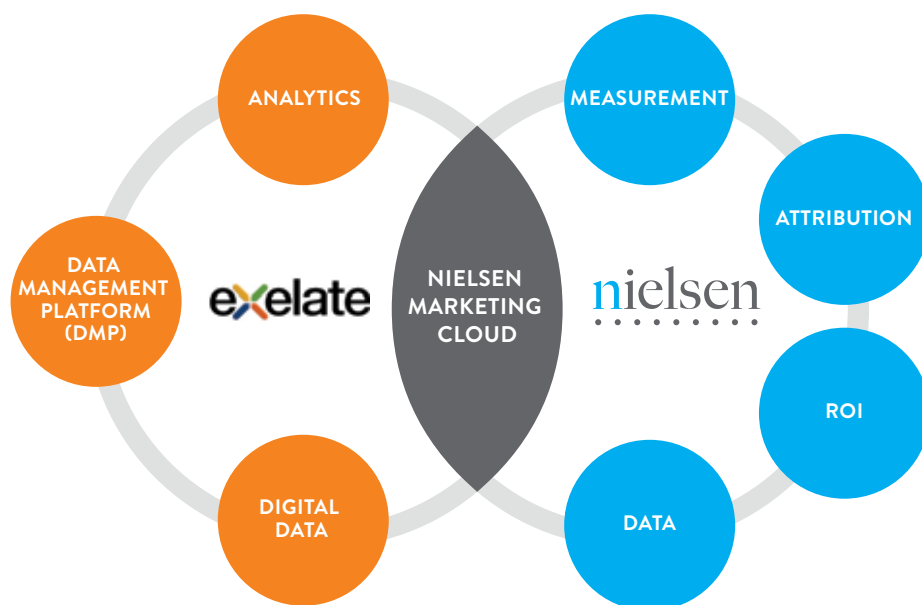 ANALYTICS
MEASUREMENT
ATTRIBUTION
DATA
MANAGEMENT
PLATFORM
(DMP)
exelate
NIELSEN
MARKETING
CLOUD
nielsen
ROI
DIGITAL
DATA
DATA